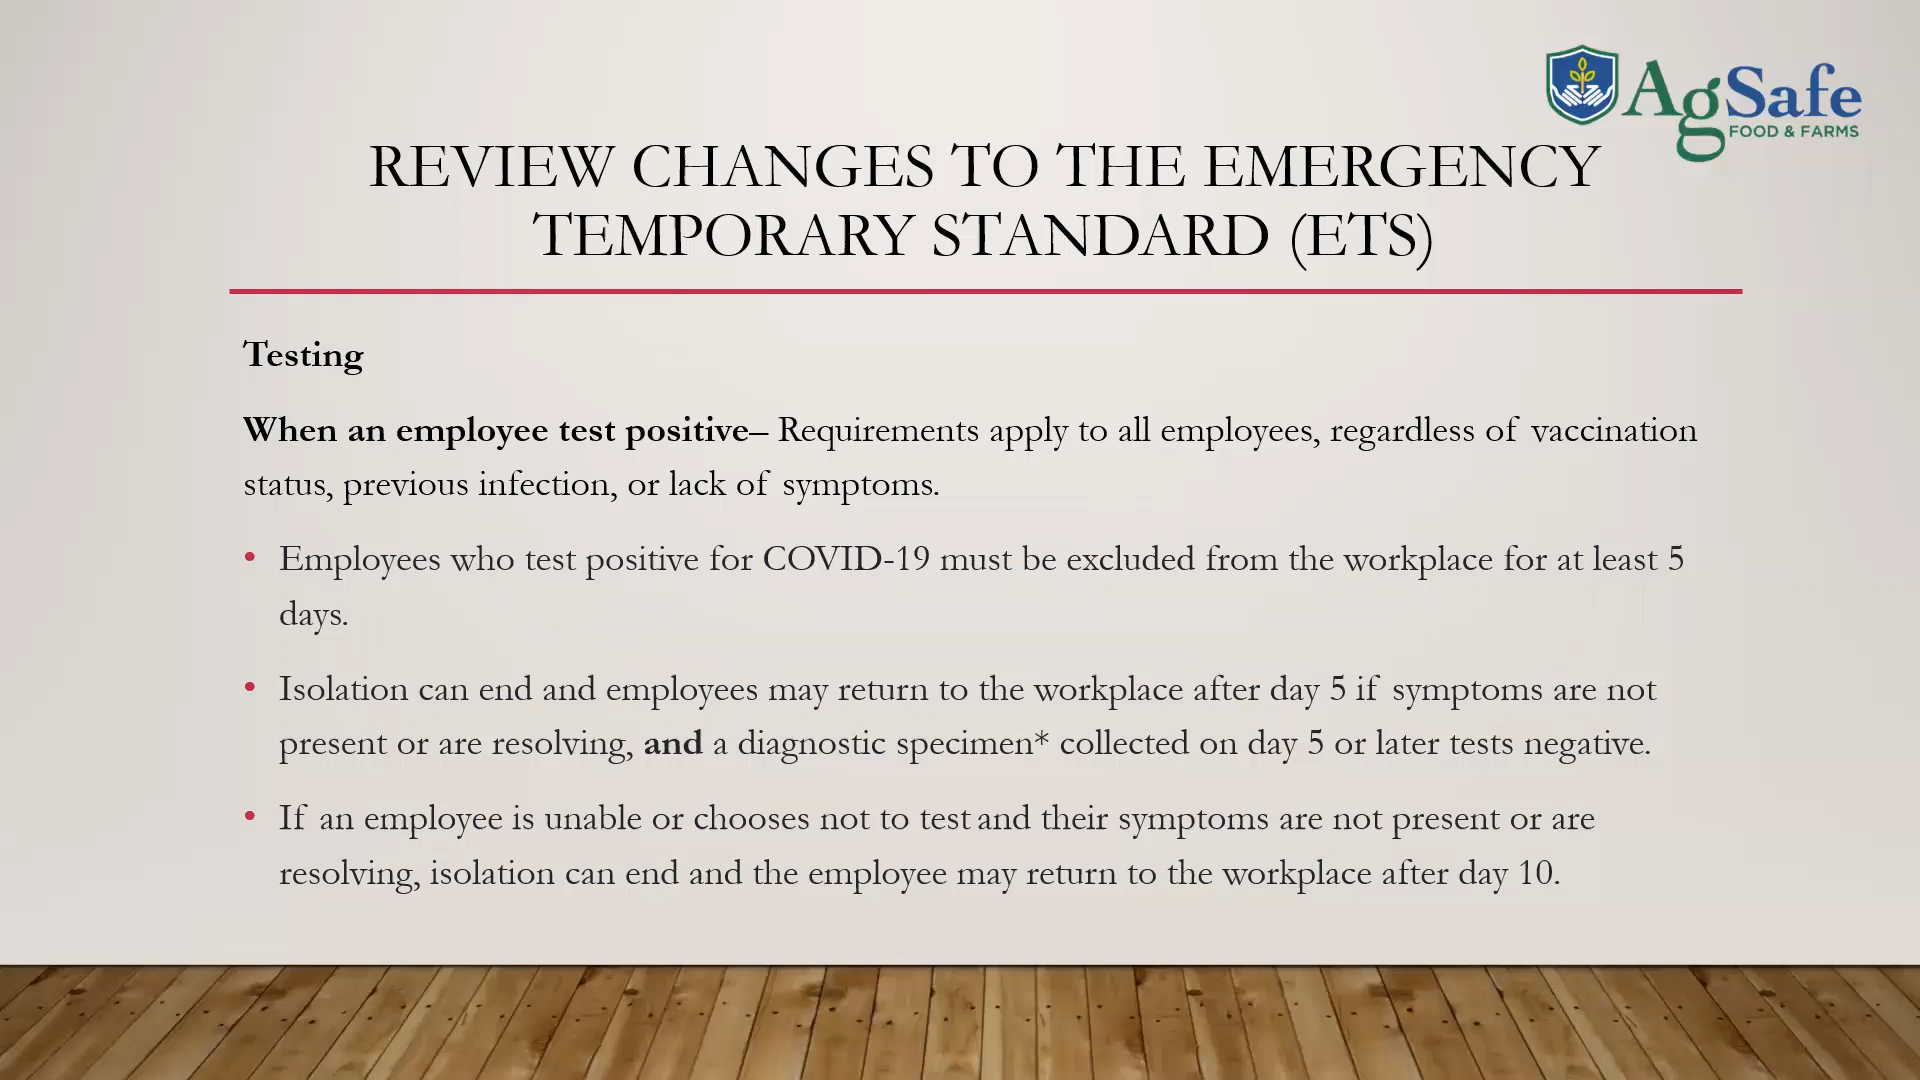 AgSafe
FOOD & FARMS
REVIEW CHANGES TO THE EMERGENCY
TEMPORARY STANDARD (ETS)
Testing
When an employee test positive– Requirements apply to all employees, regardless of vaccination
status, previous infection, or lack of symptoms.
• Employees who test positive for COVID-19 must be excluded from the workplace for at least 5
days.
• Isolation can end and employees may return to the workplace after day 5 if symptoms are not
present or are resolving, and a diagnostic specimen* collected on day 5 or later tests negative.
• If an employee is unable or chooses not to test and their symptoms are not present or are
resolving, isolation can end and the employee may return to the workplace after day 10.